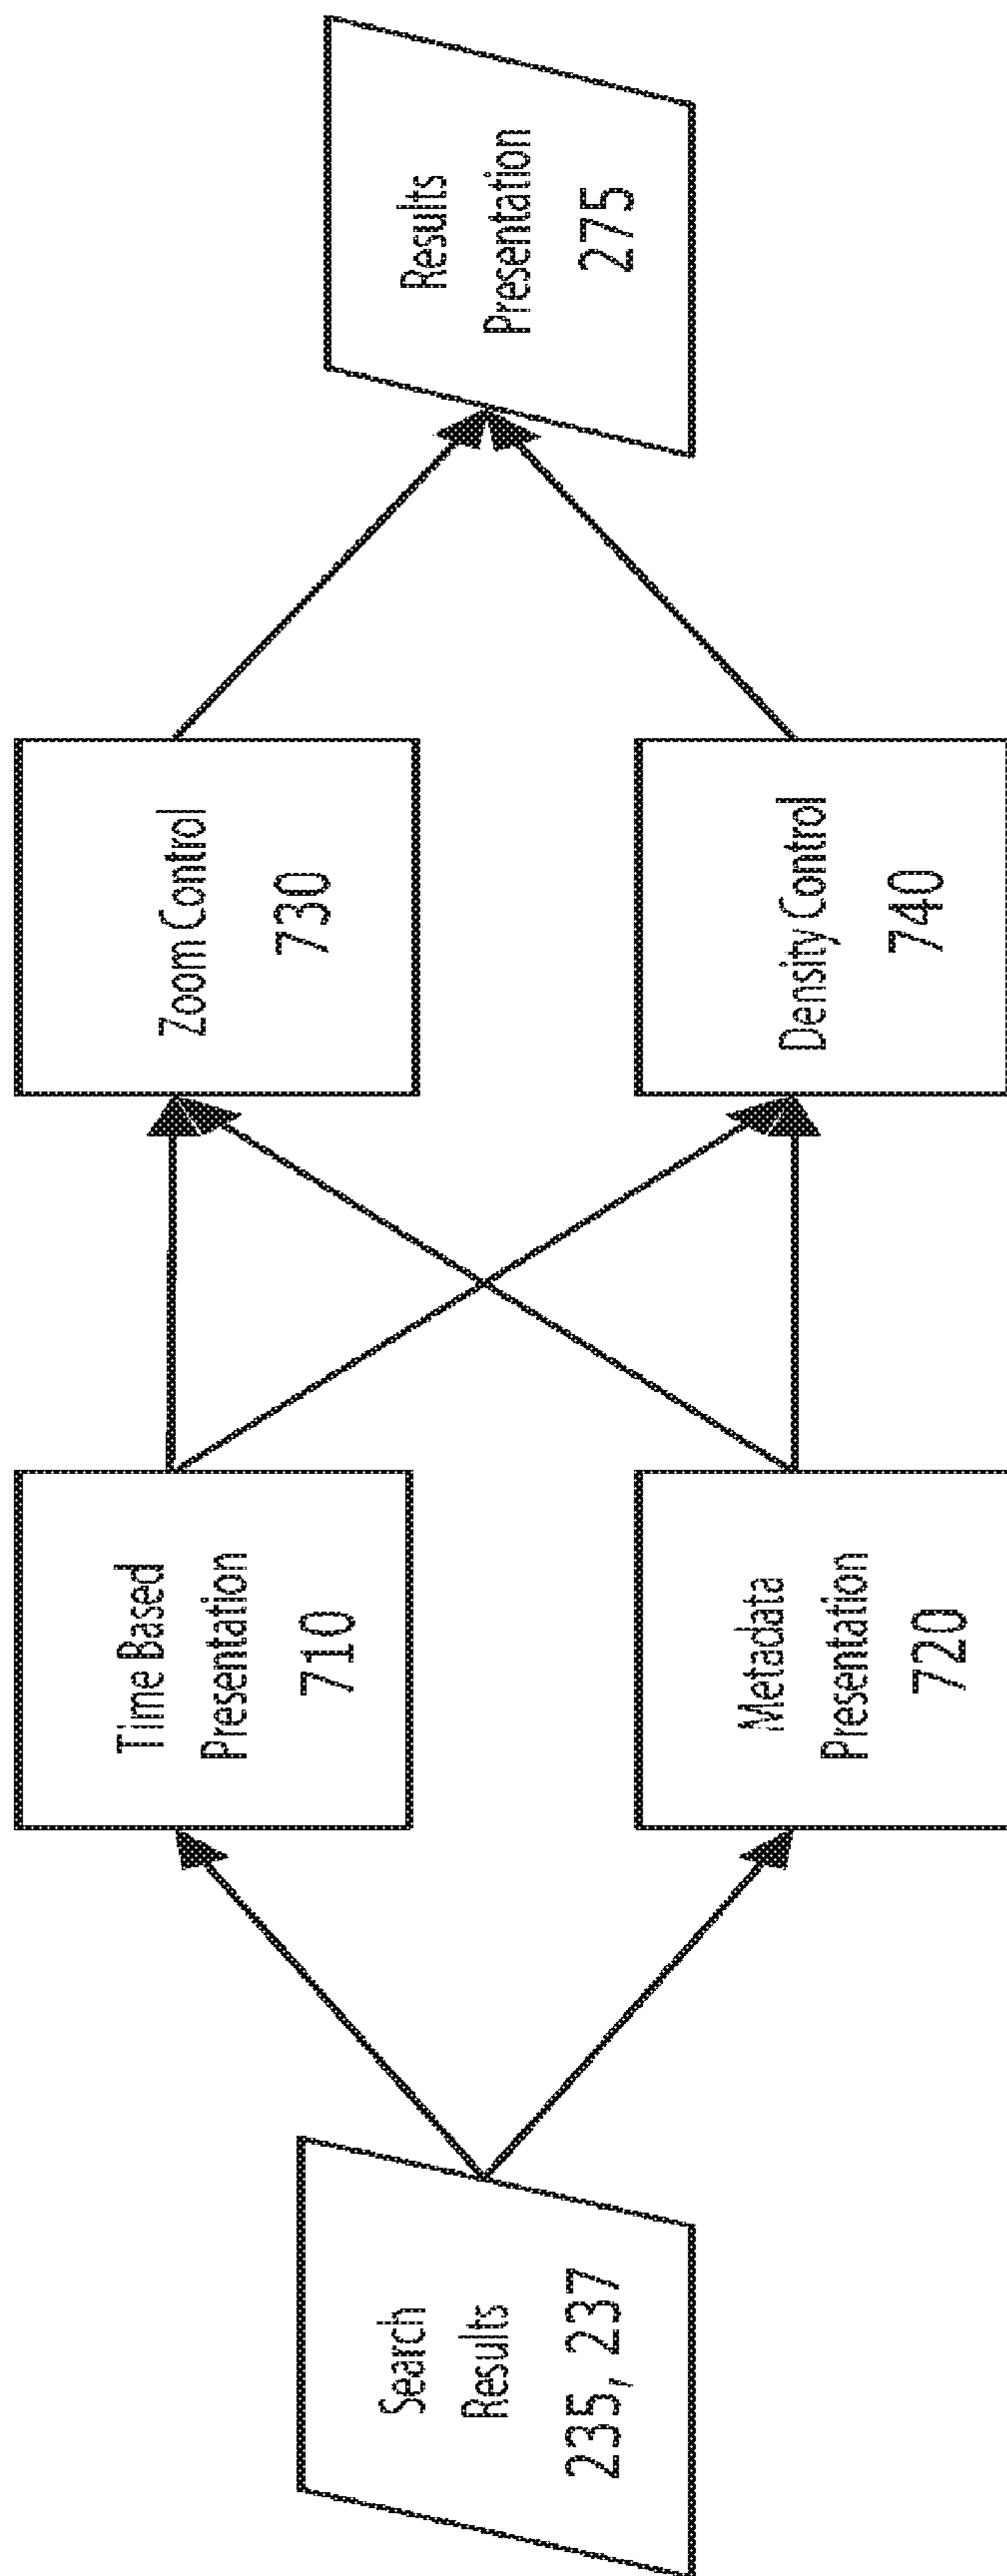 Search
Results
235, 237
Time Based
Presentation
710
Metadata
Presentation
720
Zoom Control
730
Density Control
740
Results
Presentation
275